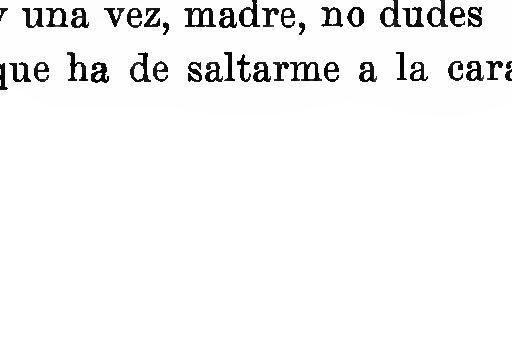 y una vez, madre, no dudes
que ha de saltarme a la cara